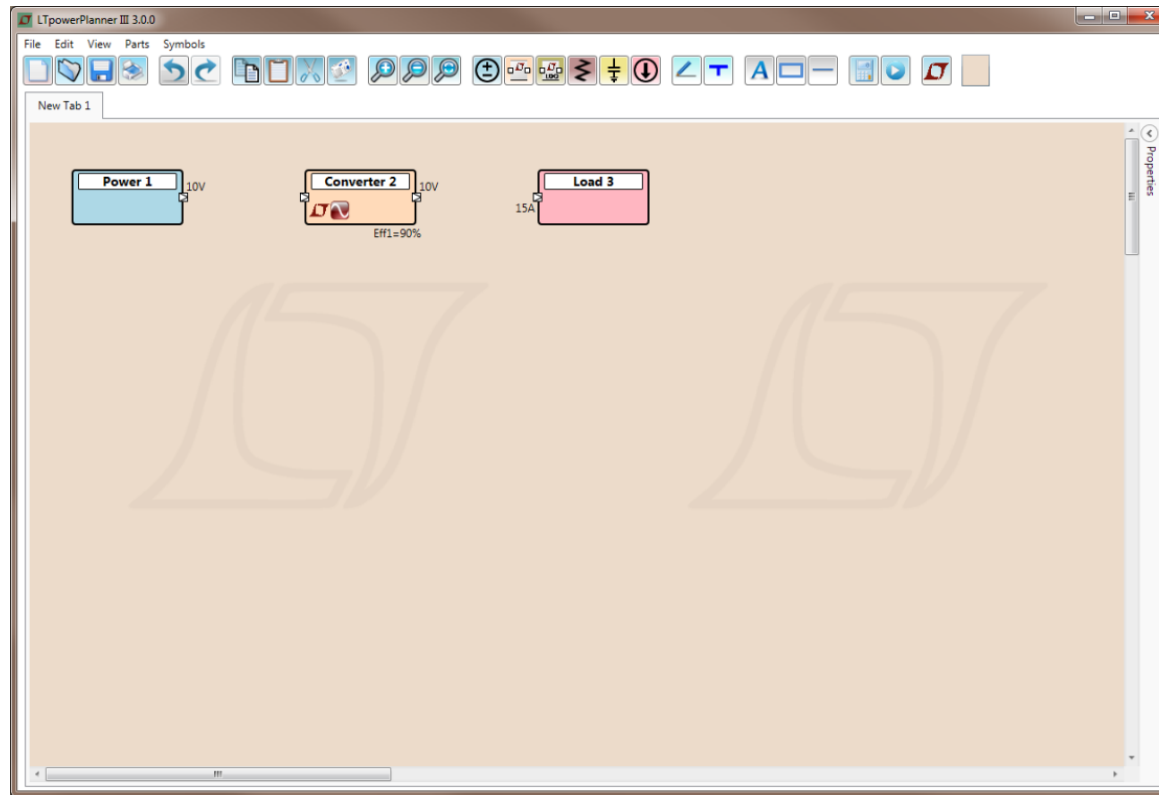 LTpowerPlanner III 3.0.0
File Edit View Parts Symbols
A
New Tab 1
Properties
Power 1
10V
Converter 2
10V
Eff1=90%
Load 3
15A